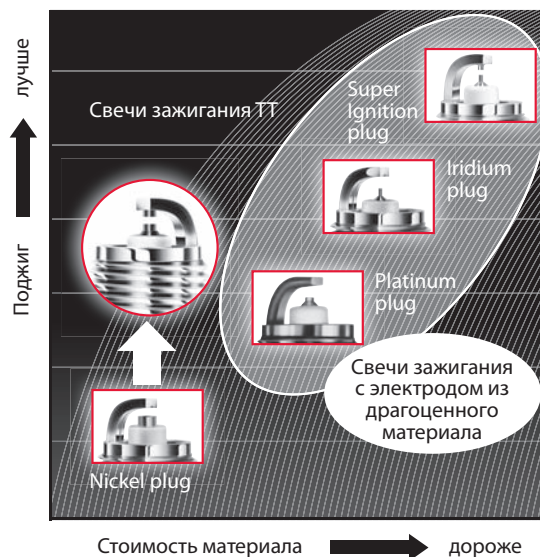 лучше
Поджиг
Свечи зажигания ТТ
Super
Ignition
plug
Iridium
plug
Platinum
plug
Свечи зажигания
с электродом из
драгоценного
материала
Nickel plug
Стоимость материала
дороже